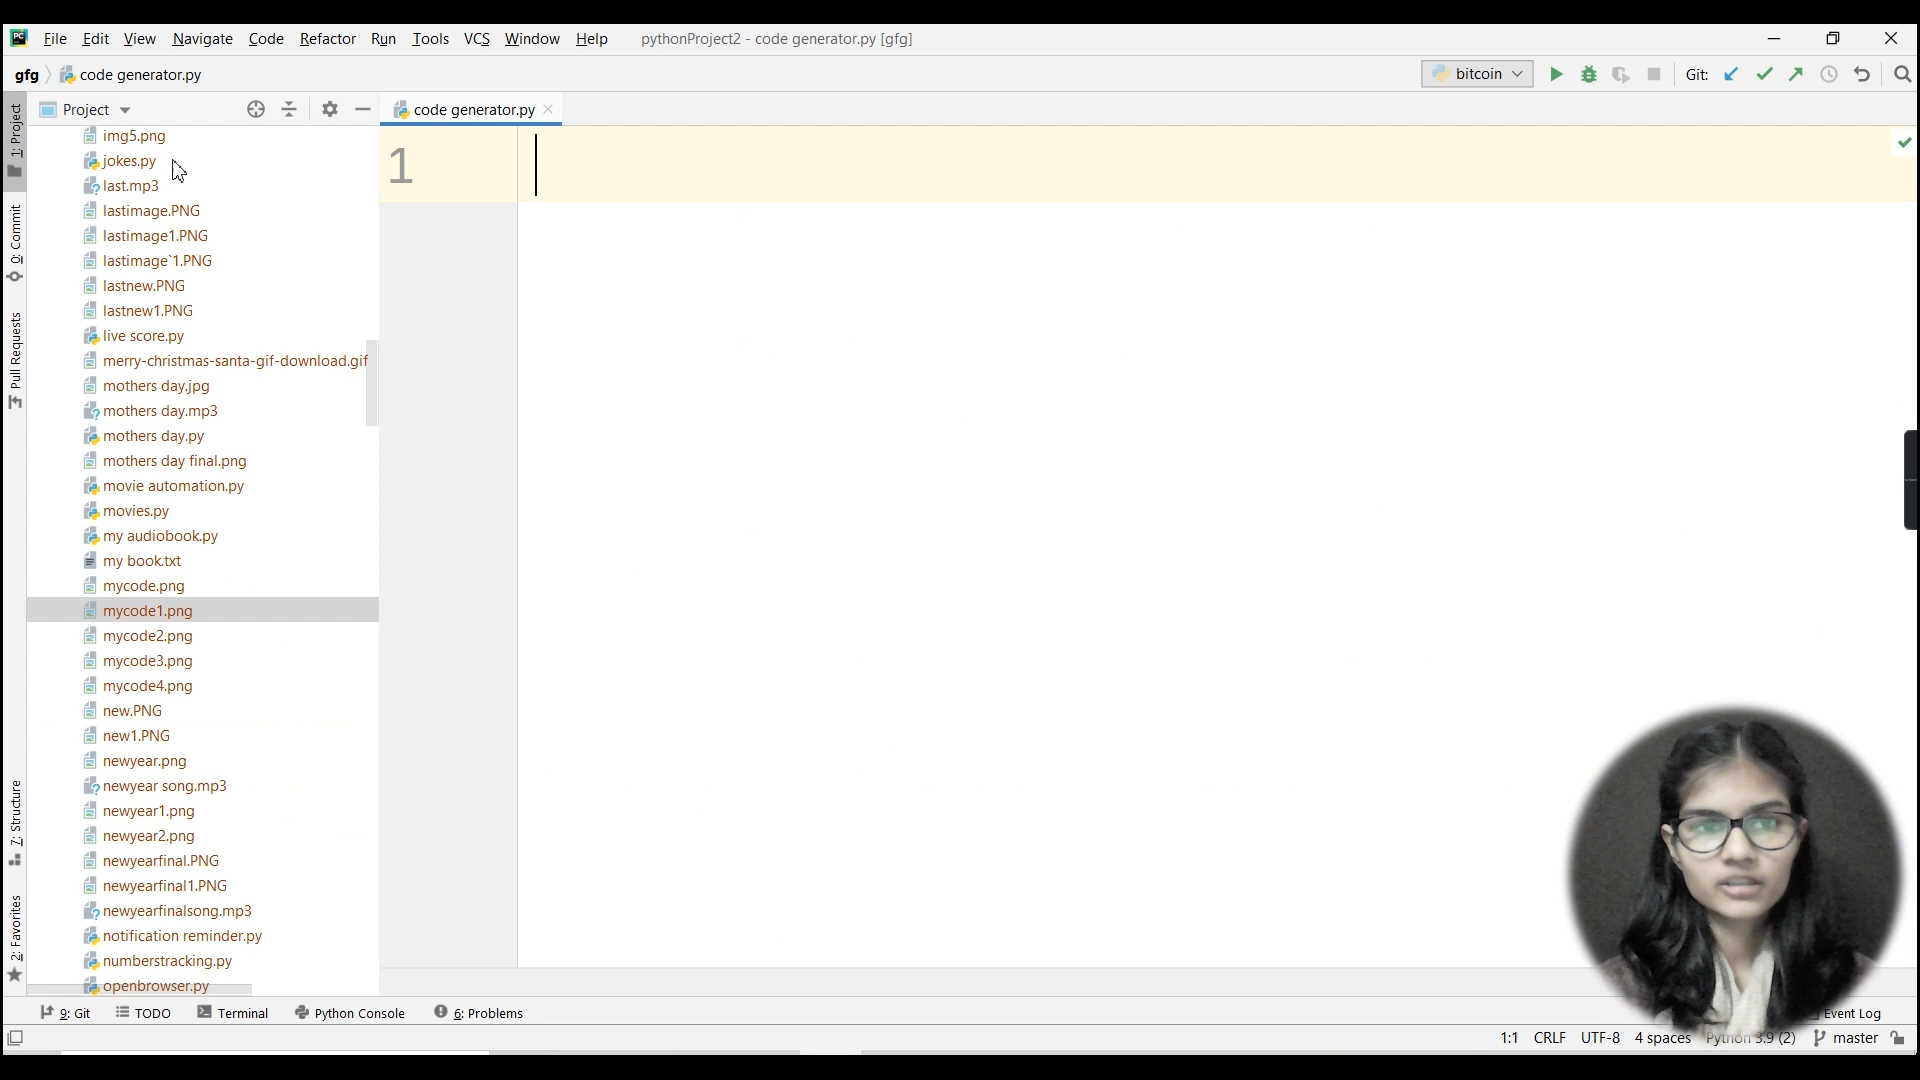 PC File Edit View Navigate Code Refactor Run Tools VCS Window Help pythonProject2 - code generator.py [gfg]
gfg code generator.py bitcoin Git:
Project code generator.py
1: Project
0: Commit
Pull Requests
7: Structure
2: Favorites
img5.png
jokes.py
last.mp3
lastimage.PNG
lastimage1.PNG
lastimage`1.PNG
lastnew.PNG
lastnew1.PNG
live score.py
merry-christmas-santa-gif-download.gif
mothers day.jpg
mothers day.mp3
mothers day.py
mothers day final.png
movie automation.py
movies.py
my audiobook.py
my book.txt
mycode.png
mycode1.png
mycode2.png
mycode3.png
mycode4.png
new.PNG
new1.PNG
newyear.png
newyear song.mp3
newyear1.png
newyear2.png
newyearfinal.PNG
newyearfinal1.PNG
newyearfinalsong.mp3
notification reminder.py
numberstracking.py
openbrowser.py
1
9: Git TODO Terminal Python Console 6: Problems Event Log
1:1 CRLF UTF-8 4 spaces Python 3.9 (2) master